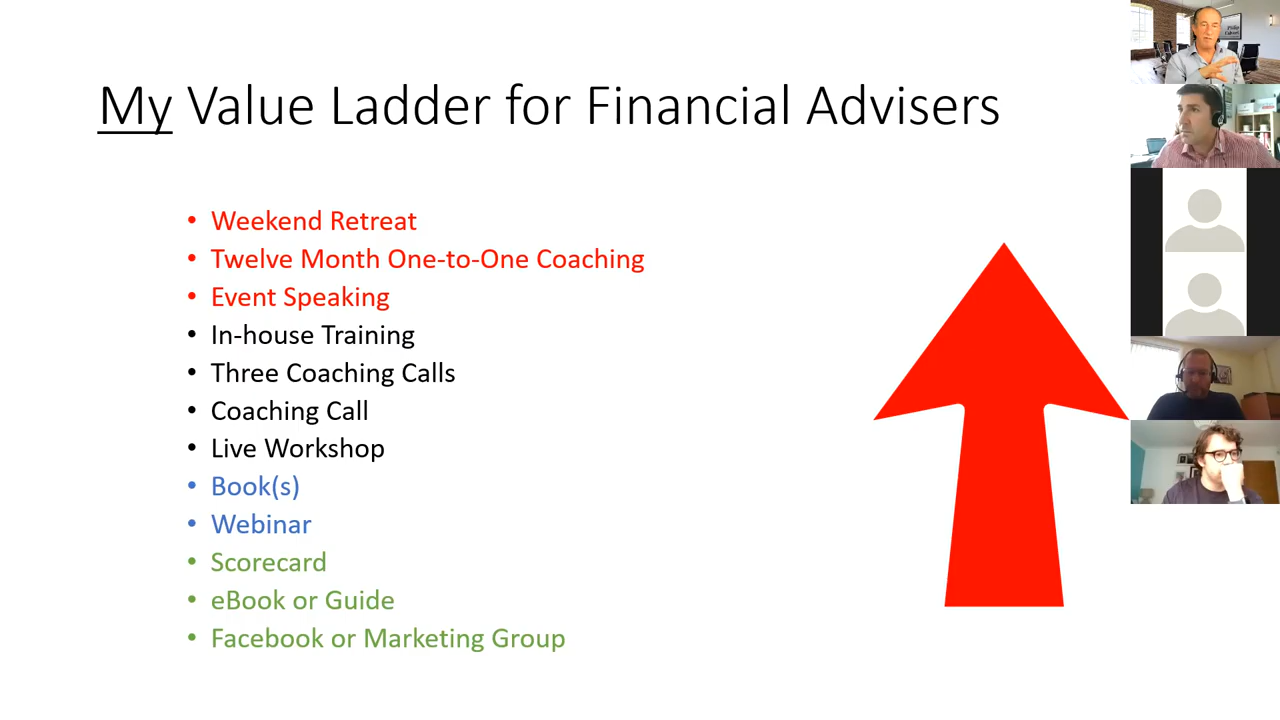 My Value Ladder for Financial Advisers
• Weekend Retreat
• Twelve Month One-to-One Coaching
• Event Speaking
• In-house Training
• Three Coaching Calls
• Coaching Call
• Live Workshop
• Book(s)
• Webinar
• Scorecard
• eBook or Guide
• Facebook or Marketing Group